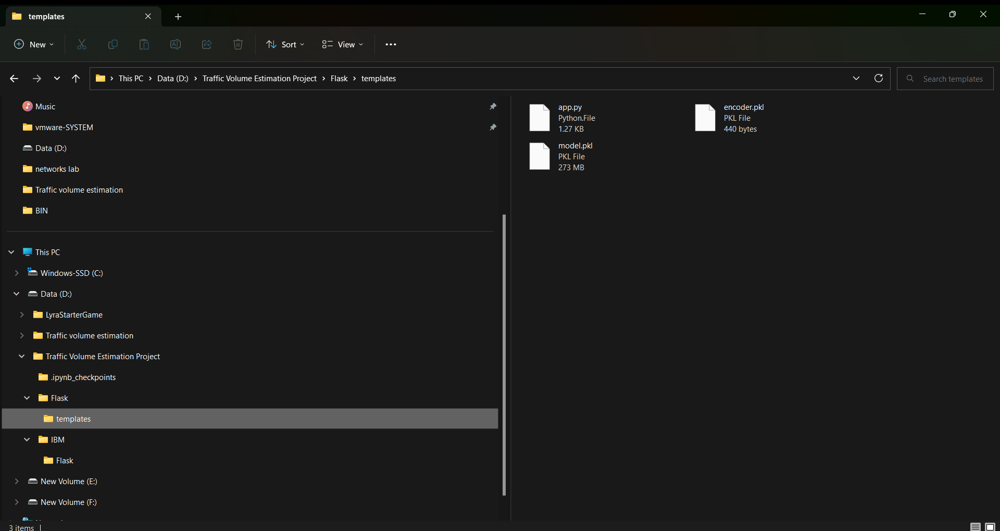 templates
New
Sort
View
This PC
Data (D:)
Traffic Volume Estimation Project
Flask
templates
Search templates
Music
vmware-SYSTEM
Data (D:)
networks lab
Traffic volume estimation
BIN
This PC
Windows-SSD (C:)
Data (D:)
LyraStarterGame
Traffic volume estimation
Traffic Volume Estimation Project
.ipynb_checkpoints
Flask
templates
IBM
Flask
New Volume (E:)
New Volume (F:)
app.py
Python.File
1.27 KB
encoder.pkl
PKL File
440 bytes
model.pkl
PKL File
273 MB
3 items